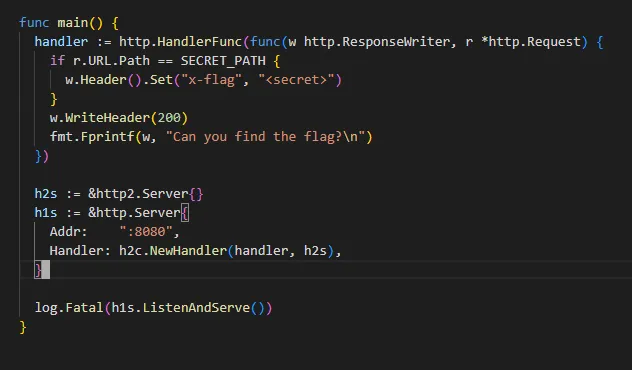 func main() {
  handler := http.HandlerFunc(func(w http.ResponseWriter, r *http.Request) {
    if r.URL.Path == SECRET_PATH {
      w.Header().Set("x-flag", "<secret>")
    }
    w.WriteHeader(200)
    fmt.Fprintf(w, "Can you find the flag?\n")
  })

  h2s := &http2.Server{}
  h1s := &http.Server{
    Addr:    ":8080",
    Handler: h2c.NewHandler(handler, h2s),
  }

  log.Fatal(h1s.ListenAndServe())
}